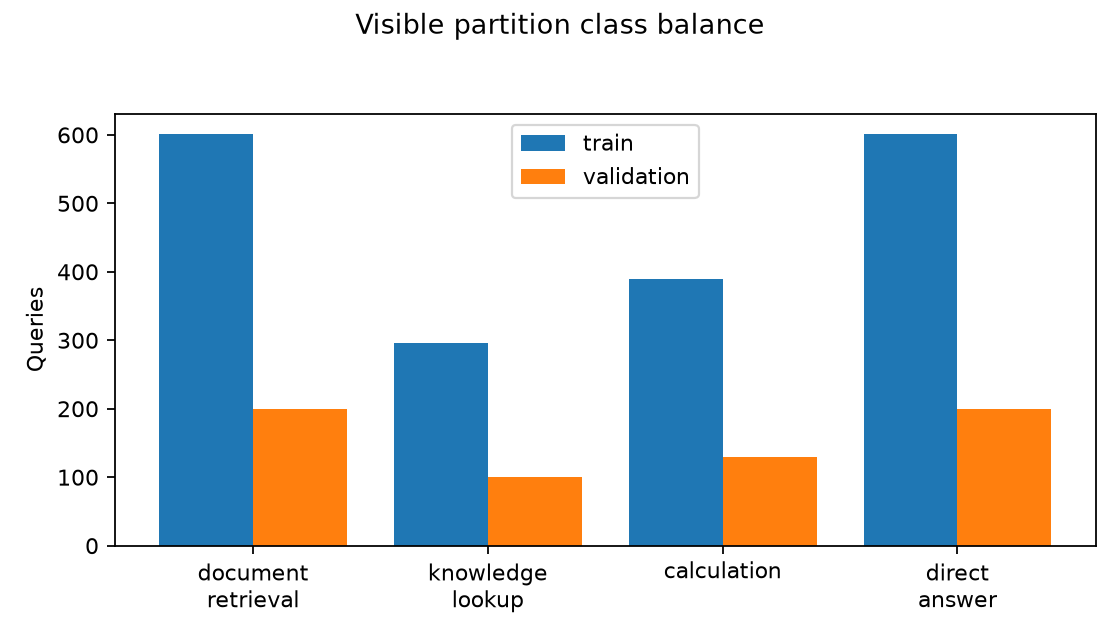 Visible partition class balance
train
validation
Queries
600
500
400
300
200
100
0
document
retrieval
knowledge
lookup
calculation
direct
answer